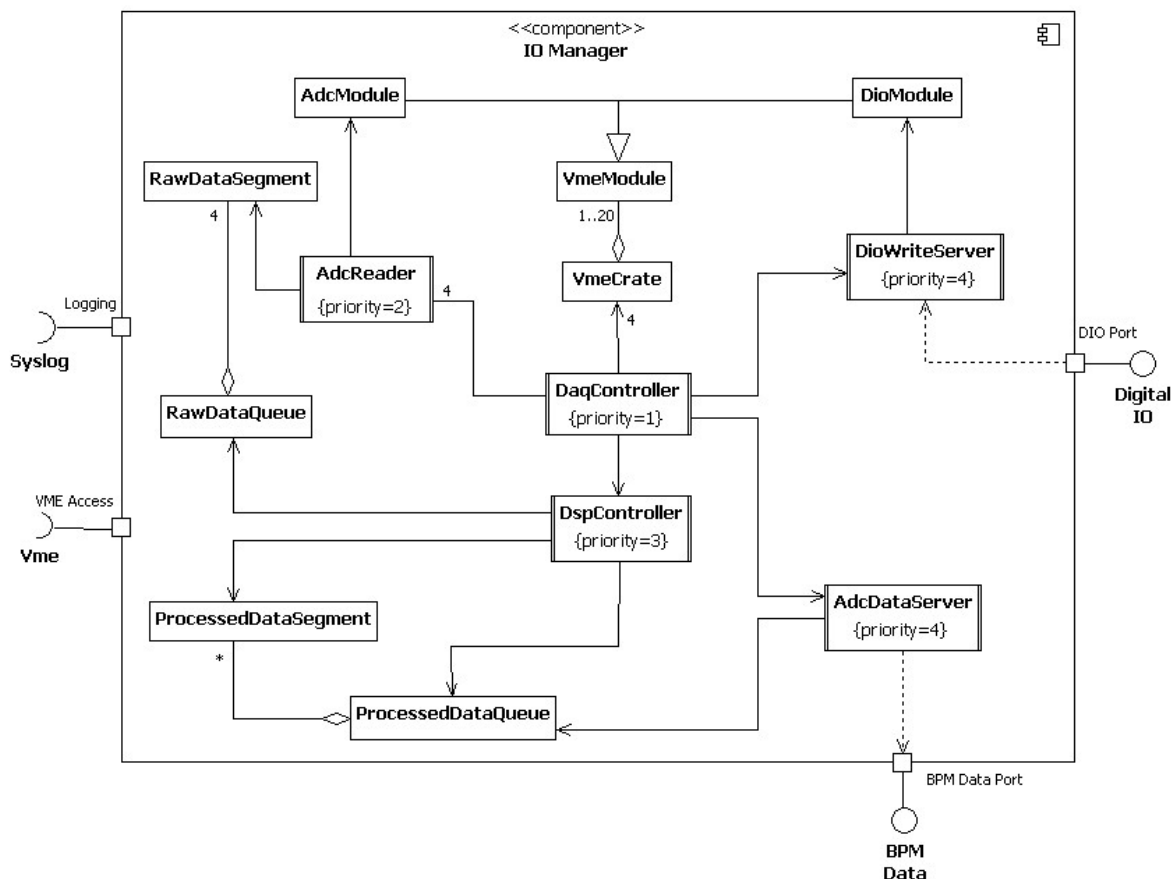 <<component>>
IO Manager
AdcModule
DioModule
RawDataSegment
VmeModule
4
1..20
AdcReader
{priority=2}
VmeCrate
DioWriteServer
{priority=4}
4
4
Logging
Syslog
DIO Port
Digital
IO
RawDataQueue
DaqController
{priority=1}
VME Access
Vme
DspController
{priority=3}
ProcessedDataSegment
*
AdcDataServer
{priority=4}
ProcessedDataQueue
BPM Data Port
BPM
Data